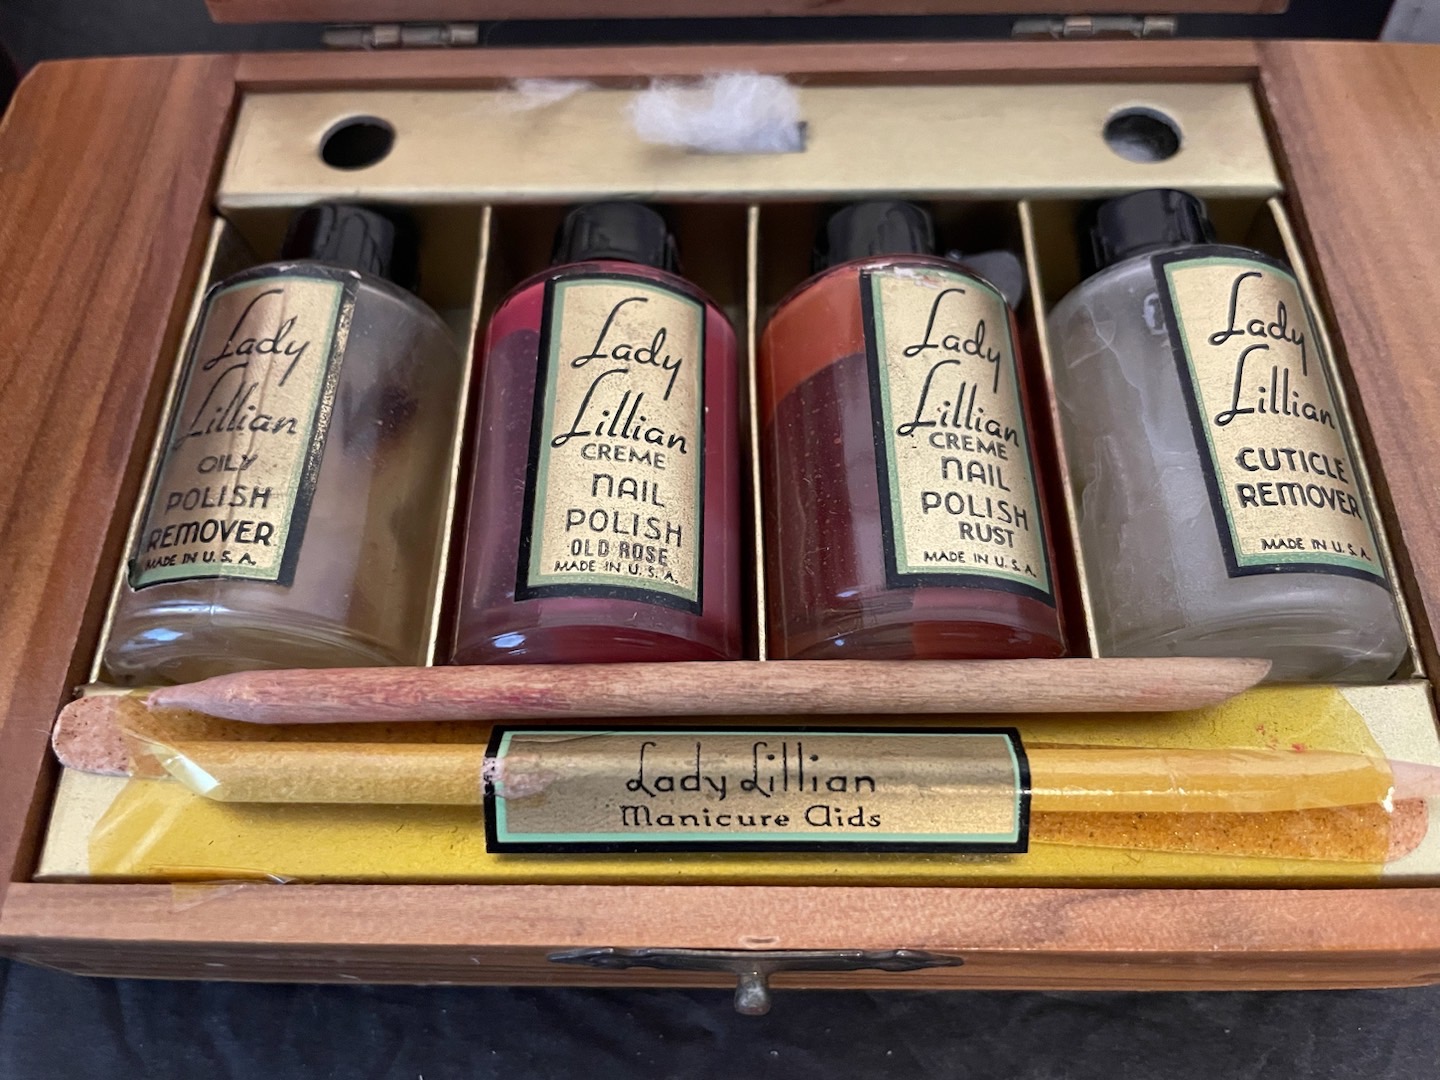 Lady
Lillian
OILY
POLISH
REMOVER
MADE IN U.S.A.
Lady
Lillian
CREME
NAIL
POLISH
OLD ROSE
MADE IN U.S.A.
Lady
Lillian
CREME
NAIL
POLISH
RUST
MADE IN U.S.A.
Lady
Lillian
CUTICLE
REMOVER
MADE IN U.S.A.
Lady Lillian
Manicure Aids